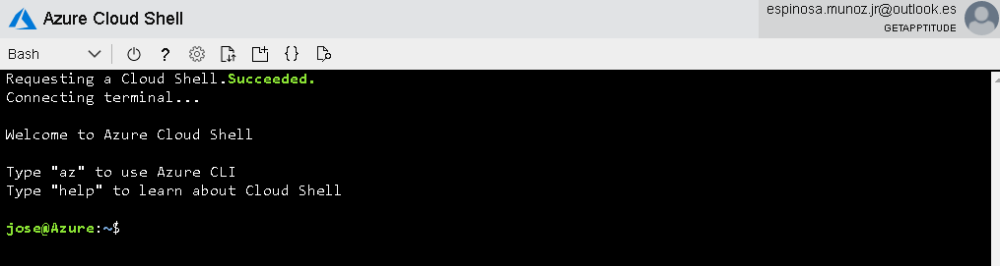 Azure Cloud Shell
espinosa.munoz.jr@outlook.es
GETAPPTITUDE
Bash
?
{}
Requesting a Cloud Shell.Succeeded.
Connecting terminal...
Welcome to Azure Cloud Shell
Type "az" to use Azure CLI
Type "help" to learn about Cloud Shell
jose@Azure:~$